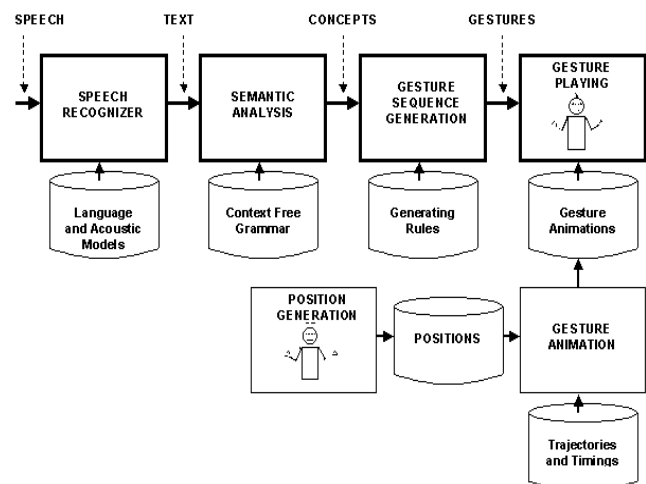 SPEECH
TEXT
CONCEPTS
GESTURES
SPEECH
RECOGNIZER
SEMANTIC
ANALYSIS
GESTURE
SEQUENCE
GENERATION
GESTURE
PLAYING
Language
and Acoustic
Models
Context Free
Grammar
Generating
Rules
Gesture
Animations
POSITION
GENERATION
POSITIONS
GESTURE
ANIMATION
Trajectories
and Timings